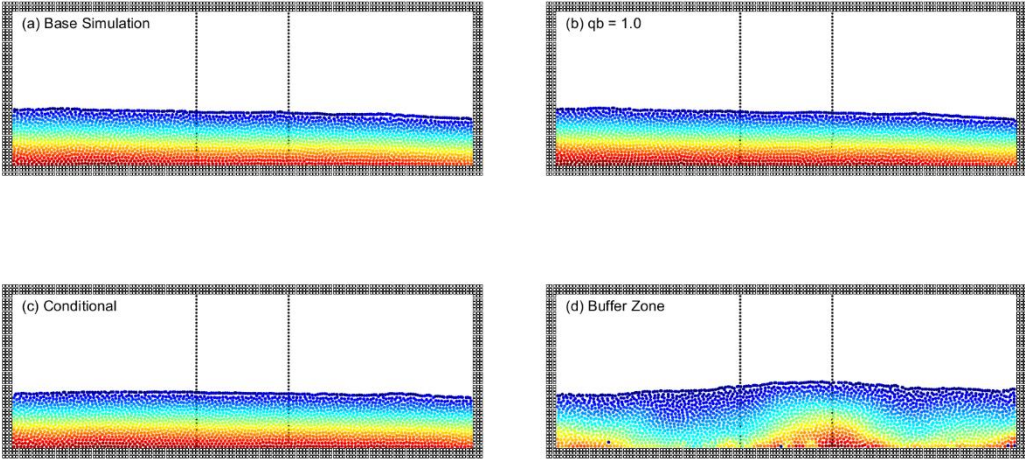 (a) Base Simulation
(b) qb = 1.0
(c) Conditional
(d) Buffer Zone